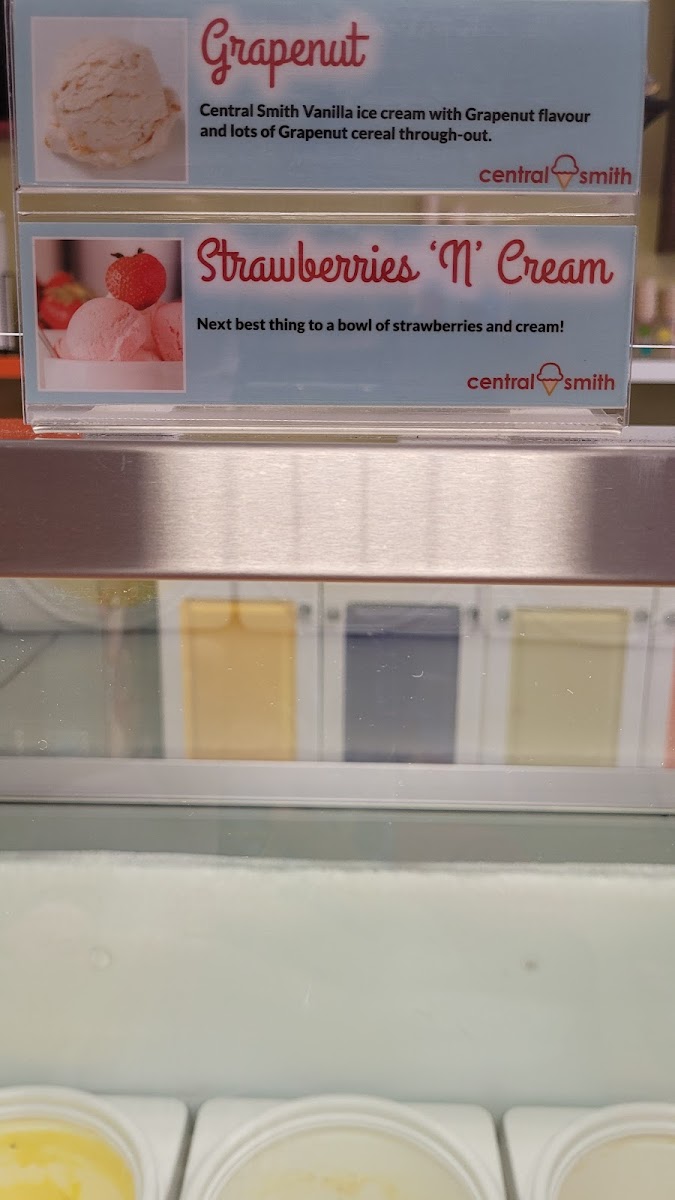 Grapenut
Central Smith Vanilla ice cream with Grapenut flavour
and lots of Grapenut cereal through-out.
central smith
Strawberries ‘N’ Cream
Next best thing to a bowl of strawberries and cream!
central smith